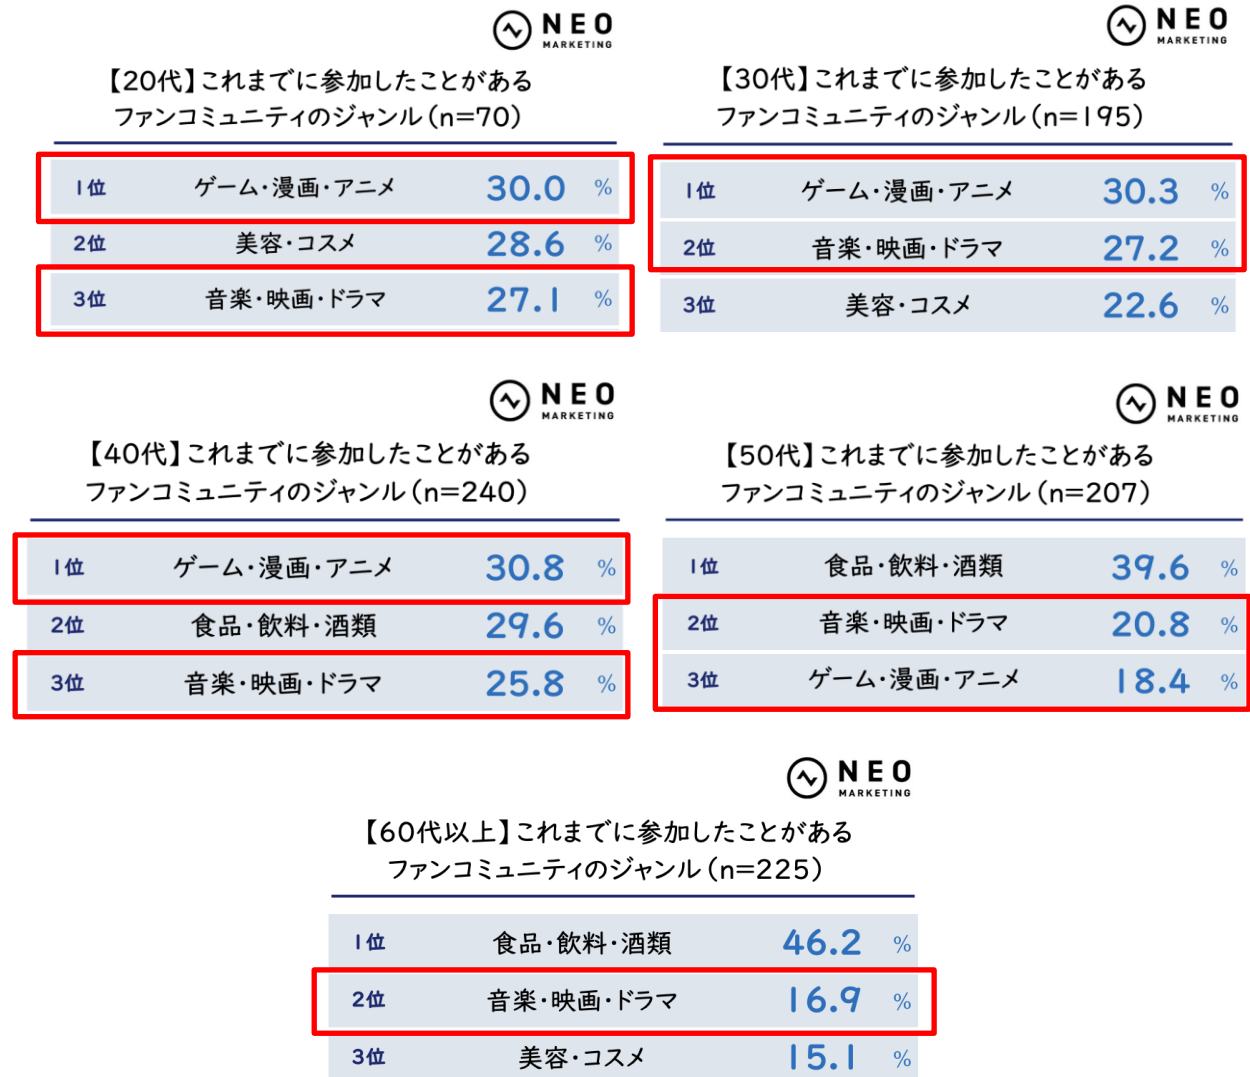 NEO
MARKETING
【20代】これまでに参加したことがある
ファンコミュニティのジャンル(n=70)
1位 ゲーム・漫画・アニメ 30.0 %
2位 美容・コスメ 28.6 %
3位 音楽・映画・ドラマ 27.1 %
NEO
MARKETING
【30代】これまでに参加したことがある
ファンコミュニティのジャンル(n=195)
1位 ゲーム・漫画・アニメ 30.3 %
2位 音楽・映画・ドラマ 27.2 %
3位 美容・コスメ 22.6 %
NEO
MARKETING
【40代】これまでに参加したことがある
ファンコミュニティのジャンル(n=240)
1位 ゲーム・漫画・アニメ 30.8 %
2位 食品・飲料・酒類 29.6 %
3位 音楽・映画・ドラマ 25.8 %
NEO
MARKETING
【50代】これまでに参加したことがある
ファンコミュニティのジャンル(n=207)
1位 食品・飲料・酒類 39.6 %
2位 音楽・映画・ドラマ 20.8 %
3位 ゲーム・漫画・アニメ 18.4 %
NEO
MARKETING
【60代以上】これまでに参加したことがある
ファンコミュニティのジャンル(n=225)
1位 食品・飲料・酒類 46.2 %
2位 音楽・映画・ドラマ 16.9 %
3位 美容・コスメ 15.1 %